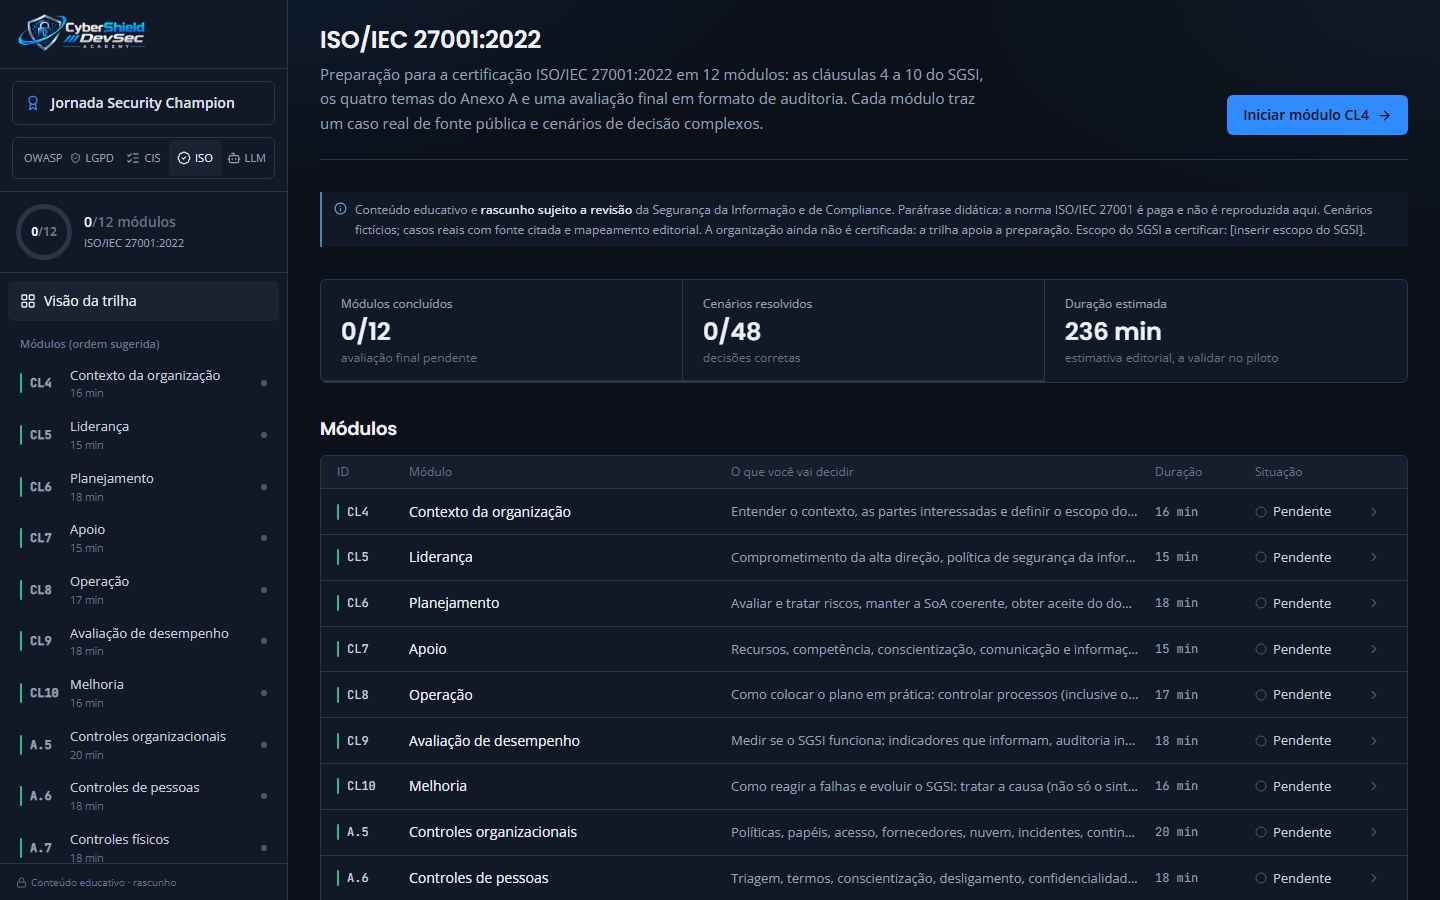 CyberShield
DevSec
ACADEMY
Jornada Security Champion
OWASP LGPD CIS ISO LLM
0/12
0/12 módulos
ISO/IEC 27001:2022
Visão da trilha
Módulos (ordem sugerida)
CL4 Contexto da organização
16 min
CL5 Liderança
15 min
CL6 Planejamento
18 min
CL7 Apoio
15 min
CL8 Operação
17 min
CL9 Avaliação de desempenho
18 min
CL10 Melhoria
16 min
A.5 Controles organizacionais
20 min
A.6 Controles de pessoas
18 min
A.7 Controles físicos
18 min
Conteúdo educativo · rascunho
ISO/IEC 27001:2022
Preparação para a certificação ISO/IEC 27001:2022 em 12 módulos: as cláusulas 4 a 10 do SGSI,
os quatro temas do Anexo A e uma avaliação final em formato de auditoria. Cada módulo traz
um caso real de fonte pública e cenários de decisão complexos.
Iniciar módulo CL4 →
Conteúdo educativo e rascunho sujeito a revisão da Segurança da Informação e de Compliance. Paráfrase didática: a norma ISO/IEC 27001 é paga e não é reproduzida aqui. Cenários
fictícios; casos reais com fonte citada e mapeamento editorial. A organização ainda não é certificada: a trilha apoia a preparação. Escopo do SGSI a certificar: [inserir escopo do SGSI].
Módulos concluídos
0/12
avaliação final pendente
Cenários resolvidos
0/48
decisões corretas
Duração estimada
236 min
estimativa editorial, a validar no piloto
Módulos
ID Módulo O que você vai decidir Duração Situação
CL4 Contexto da organização Entender o contexto, as partes interessadas e definir o escopo do... 16 min Pendente
CL5 Liderança Comprometimento da alta direção, política de segurança da infor... 15 min Pendente
CL6 Planejamento Avaliar e tratar riscos, manter a SoA coerente, obter aceite do do... 18 min Pendente
CL7 Apoio Recursos, competência, conscientização, comunicação e informaç... 15 min Pendente
CL8 Operação Como colocar o plano em prática: controlar processos (inclusive o... 17 min Pendente
CL9 Avaliação de desempenho Medir se o SGSI funciona: indicadores que informam, auditoria in... 18 min Pendente
CL10 Melhoria Como reagir a falhas e evoluir o SGSI: tratar a causa (não só o sint... 16 min Pendente
A.5 Controles organizacionais Políticas, papéis, acesso, fornecedores, nuvem, incidentes, contin... 20 min Pendente
A.6 Controles de pessoas Triagem, termos, conscientização, desligamento, confidencialidad... 18 min Pendente